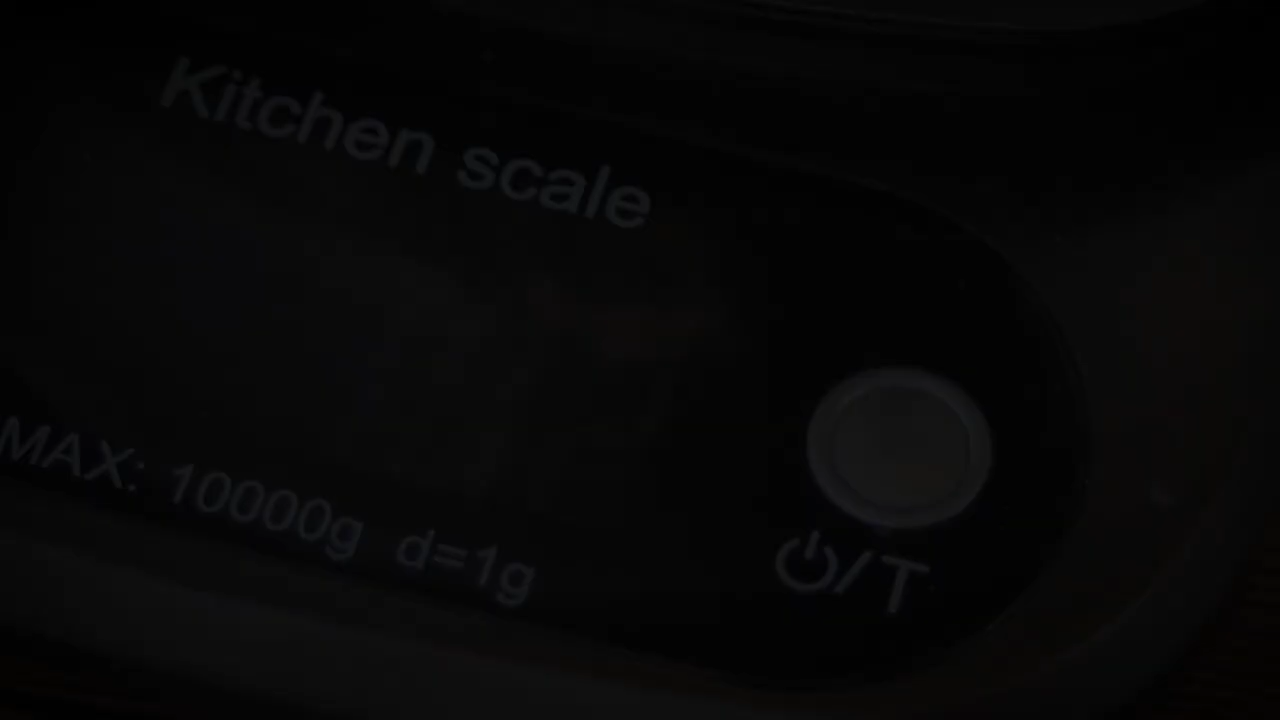 Kitchen scale
MAX: 10000g d=1g
⏻/T